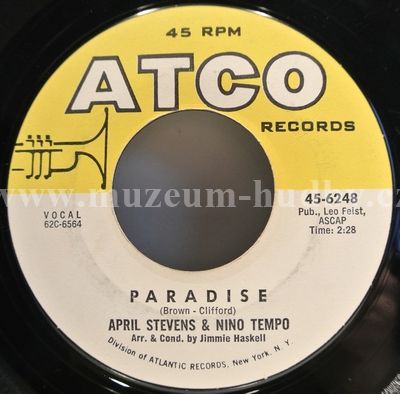 45 RPM
ATCO
RECORDS
www.muzeum-hudby.cz
VOCAL
62C-6564
45-6248
Pub., Leo Feist,
ASCAP
Time: 2:28
PARADISE
(Brown - Clifford)
APRIL STEVENS & NINO TEMPO
Arr. & Cond. by Jimmie Haskell
Division of ATLANTIC RECORDS, New York, N. Y.